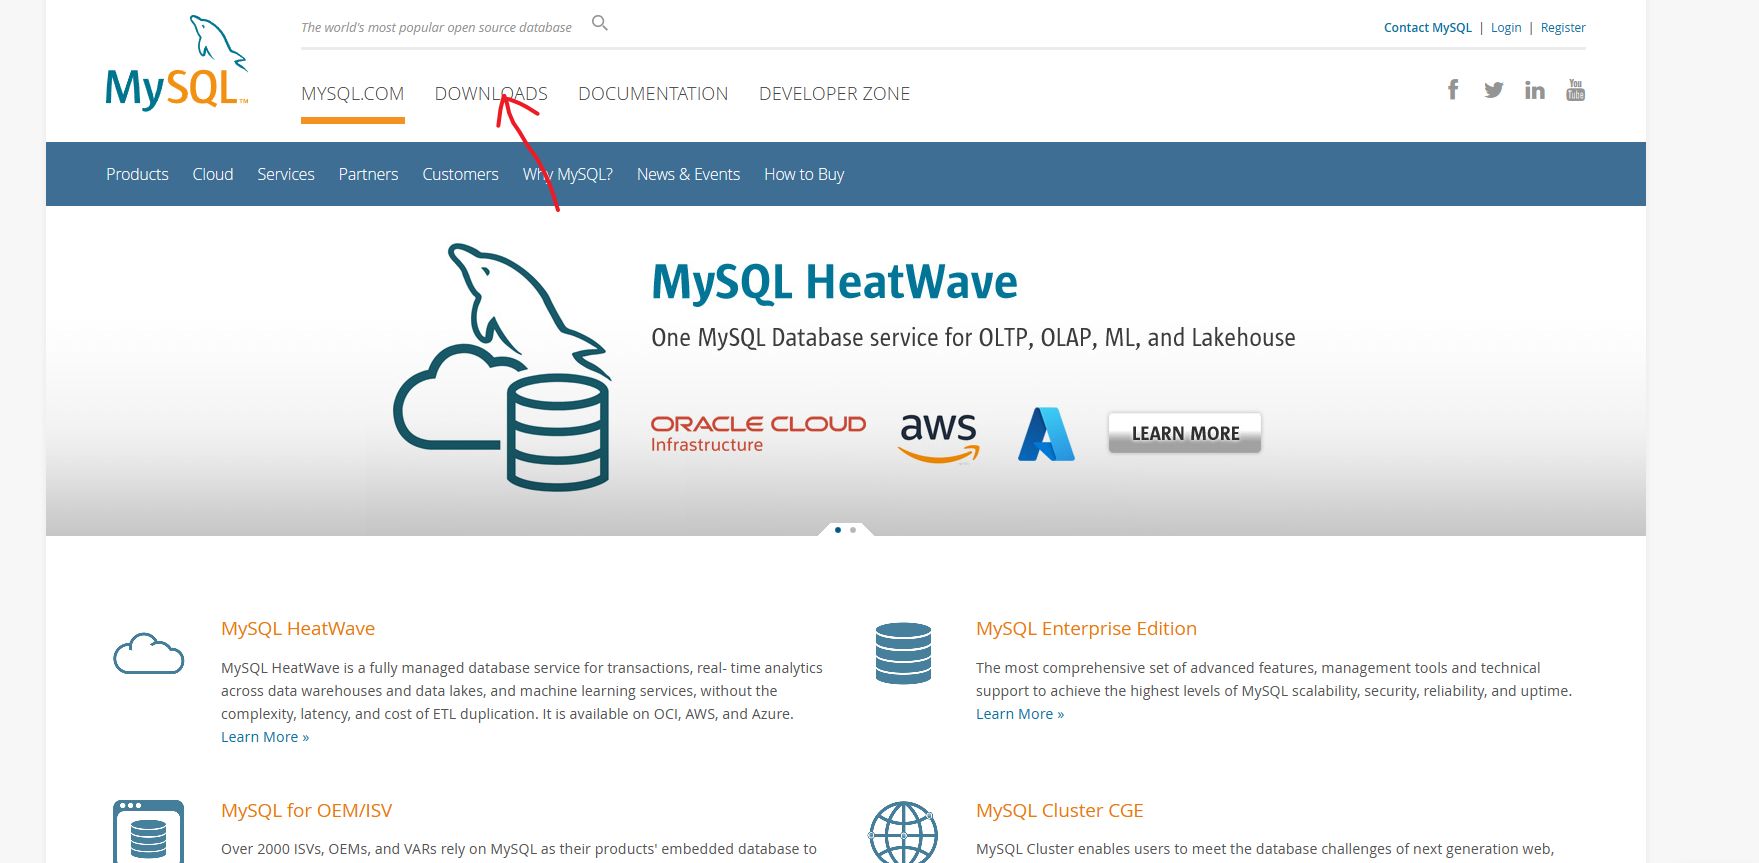 The world's most popular open source database
Contact MySQL | Login | Register
MySQL™
MYSQL.COM DOWNLOADS DOCUMENTATION DEVELOPER ZONE
You
Tube
Products Cloud Services Partners Customers Why MySQL? News & Events How to Buy
MySQL HeatWave
One MySQL Database service for OLTP, OLAP, ML, and Lakehouse
ORACLE CLOUD
Infrastructure
aws
LEARN MORE
MySQL HeatWave
MySQL HeatWave is a fully managed database service for transactions, real- time analytics
across data warehouses and data lakes, and machine learning services, without the
complexity, latency, and cost of ETL duplication. It is available on OCI, AWS, and Azure.
Learn More »
MySQL Enterprise Edition
The most comprehensive set of advanced features, management tools and technical
support to achieve the highest levels of MySQL scalability, security, reliability, and uptime.
Learn More »
MySQL for OEM/ISV
Over 2000 ISVs, OEMs, and VARs rely on MySQL as their products' embedded database to
MySQL Cluster CGE
MySQL Cluster enables users to meet the database challenges of next generation web,